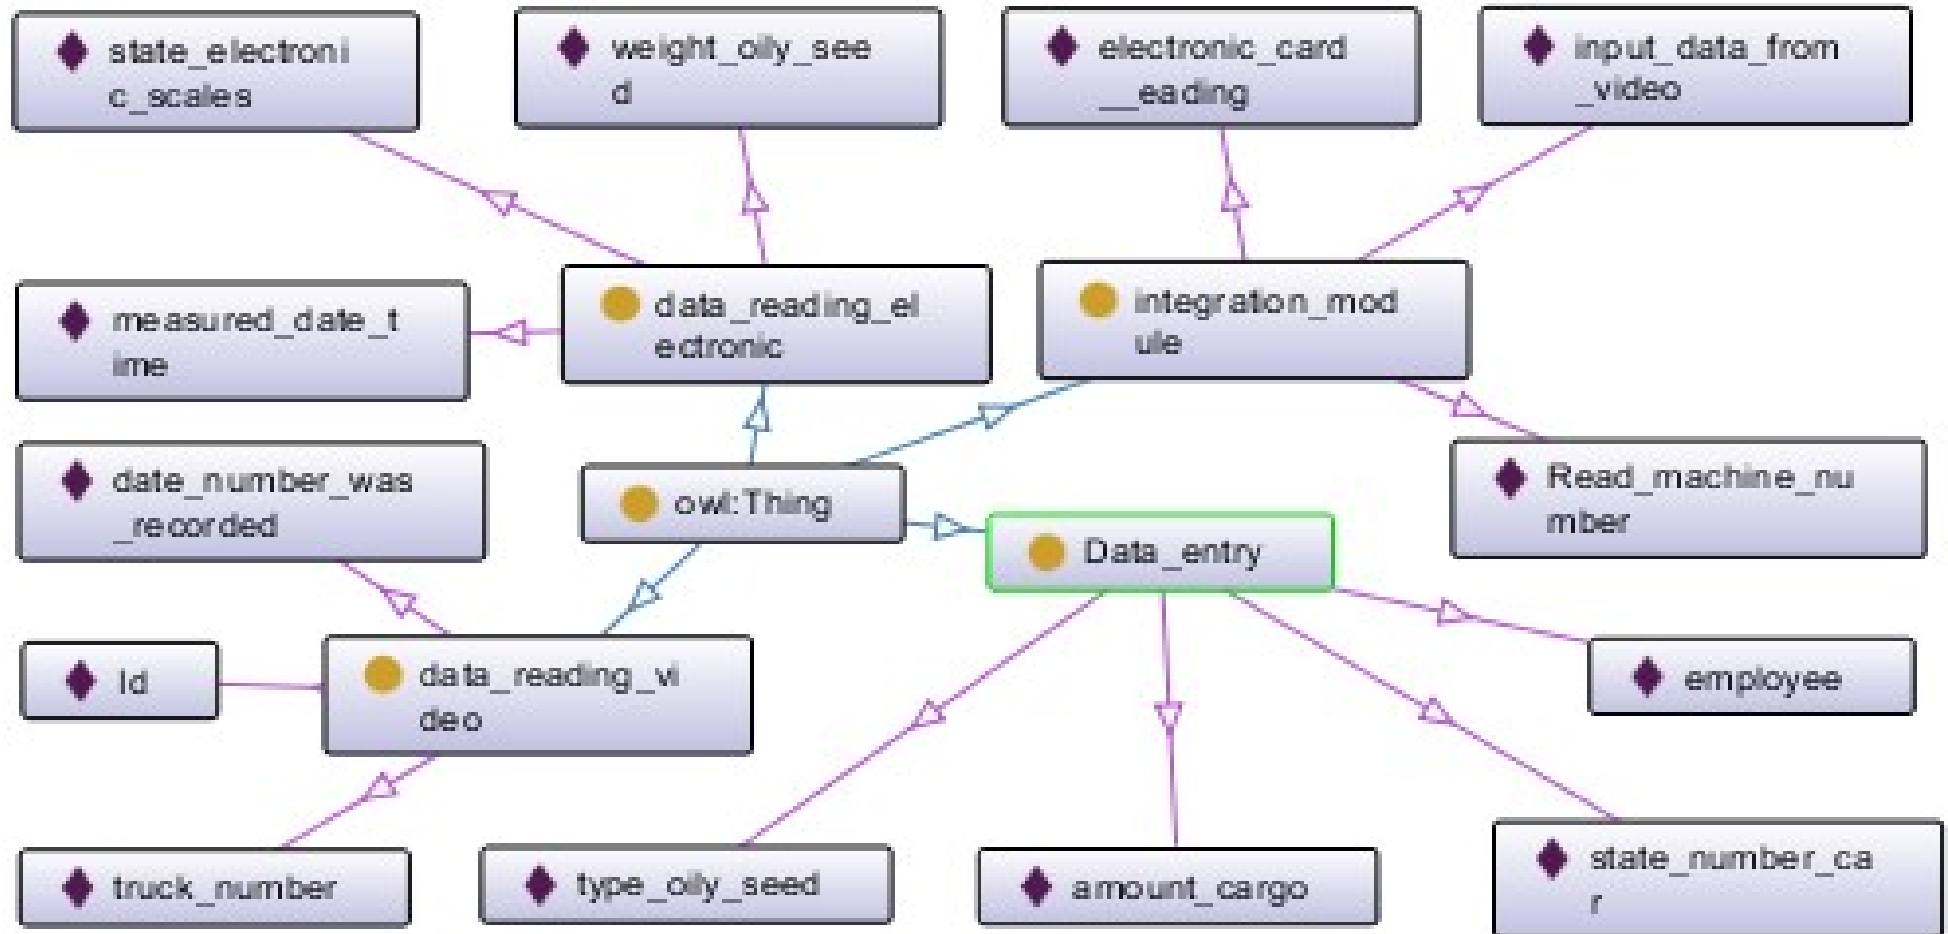 state_electroni
c_scales
weight_oily_see
d
electronic_card
__eading
input_data_from
_video
measured_date_t
ime
data_reading_el
ectronic
integration_mod
ule
date_number_was
_recorded
owl:Thing
Data_entry
Read_machine_nu
mber
Id
data_reading_vi
deo
employee
truck_number
type_oily_seed
amount_cargo
state_number_ca
r